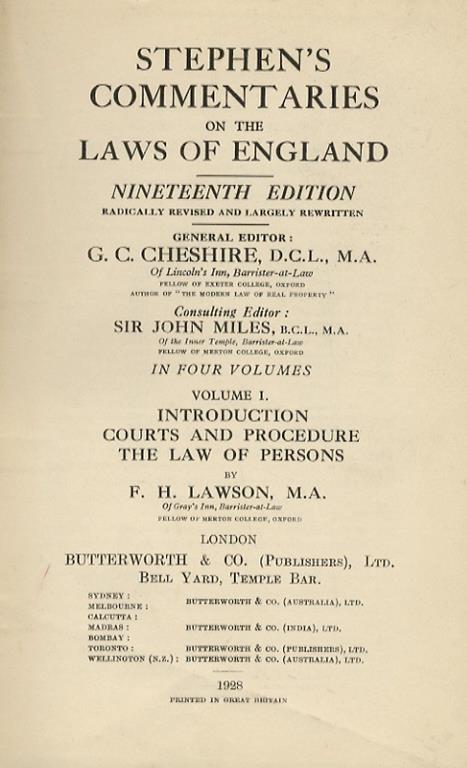 STEPHEN'S
COMMENTARIES
ON THE
LAWS OF ENGLAND
NINETEENTH EDITION
RADICALLY REVISED AND LARGELY REWRITTEN
GENERAL EDITOR :
G. C. CHESHIRE, D.C.L., M.A.
Of Lincoln's Inn, Barrister-at-Law
FELLOW OF EXETER COLLEGE, OXFORD
AUTHOR OF "THE MODERN LAW OF REAL PROPERTY"
Consulting Editor :
SIR JOHN MILES, B.C.L., M.A.
Of the Inner Temple, Barrister-at-Law
FELLOW OF MERTON COLLEGE, OXFORD
IN FOUR VOLUMES
VOLUME I.
INTRODUCTION
COURTS AND PROCEDURE
THE LAW OF PERSONS
BY
F. H. LAWSON, M.A.
Of Gray's Inn, Barrister-at-Law
FELLOW OF MERTON COLLEGE, OXFORD
LONDON
BUTTERWORTH & CO. (PUBLISHERS), LTD.
BELL YARD, TEMPLE BAR.
SYDNEY :
MELBOURNE : BUTTERWORTH & CO. (AUSTRALIA), LTD.
CALCUTTA :
MADRAS : BUTTERWORTH & CO. (INDIA), LTD.
BOMBAY :
TORONTO : BUTTERWORTH & CO. (PUBLISHERS), LTD.
WELLINGTON (N.Z.) : BUTTERWORTH & CO. (AUSTRALIA), LTD.
1928
PRINTED IN GREAT BRITAIN